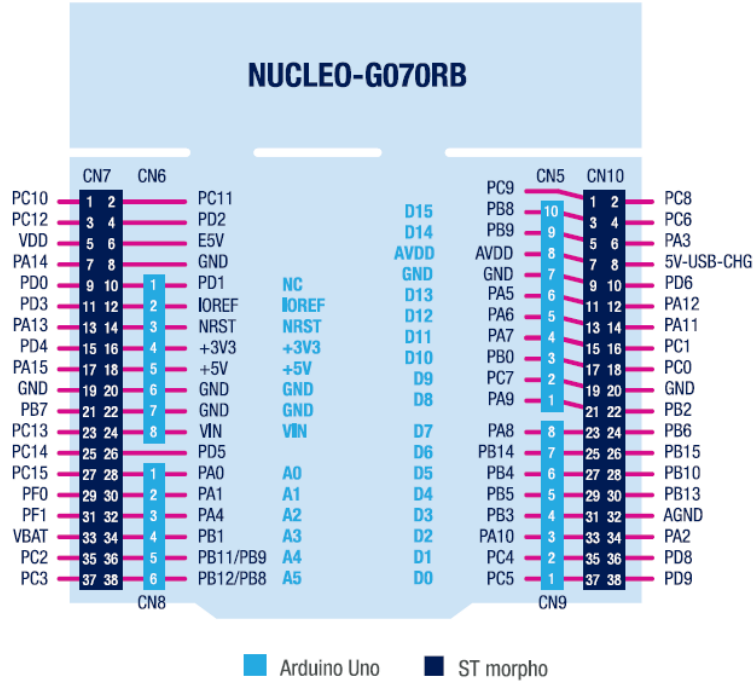 NUCLEO-G070RB
CN7 CN6 CN5 CN10
PC9
PC10 1 2 PC11 1 2 PC8
D15 PB8 10
PC12 3 4 PD2 3 4 PC6
D14 PB9 9
VDD 5 6 E5V 5 6 PA3
AVDD AVDD 8
PA14 7 8 GND 7 8 5V-USB-CHG
GND GND 7
PD0 9 10 1 PD1 NC 9 10 PD6
D13 PA5 6
PD3 11 12 2 IOREF IOREF 11 12 PA12
D12 PA6 5
PA13 13 14 3 NRST NRST 13 14 PA11
D11 PA7 4
PD4 15 16 4 +3V3 +3V3 15 16 PC1
D10 PB0 3
PA15 17 18 5 +5V +5V 17 18 PC0
D9 PC7 2
GND 19 20 6 GND GND 19 20 GND
D8 PA9 1
PB7 21 22 7 GND GND 21 22 PB2
PC13 23 24 8 VIN VIN D7 PA8 8 23 24 PB6
PC14 25 26 PD5 D6 PB14 7 25 26 PB15
PC15 27 28 1 PA0 A0 D5 PB4 6 27 28 PB10
PF0 29 30 2 PA1 A1 D4 PB5 5 29 30 PB13
PF1 31 32 3 PA4 A2 D3 PB3 4 31 32 AGND
VBAT 33 34 4 PB1 A3 D2 PA10 3 33 34 PA2
PC2 35 36 5 PB11/PB9 A4 D1 PC4 2 35 36 PD8
PC3 37 38 6 PB12/PB8 A5 D0 PC5 1 37 38 PD9
CN8 CN9
Arduino Uno ST morpho